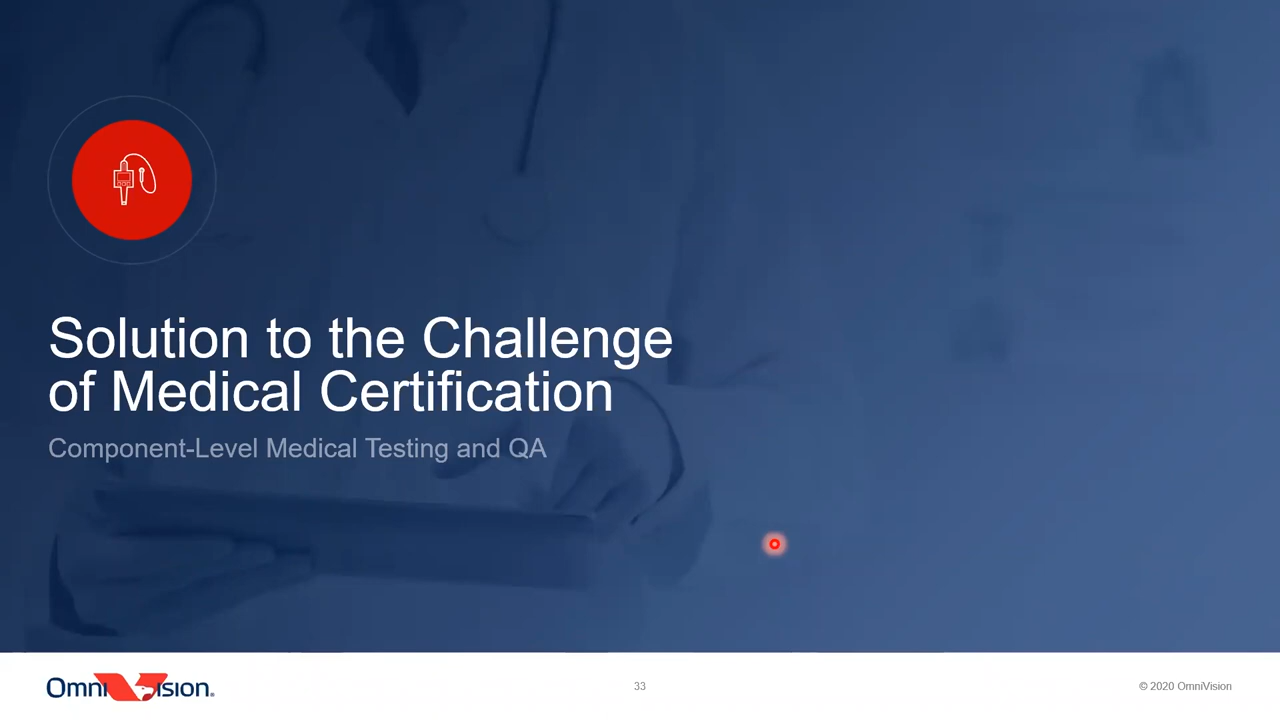 Solution to the Challenge
of Medical Certification
Component-Level Medical Testing and QA
OmniVision®
33
© 2020 OmniVision